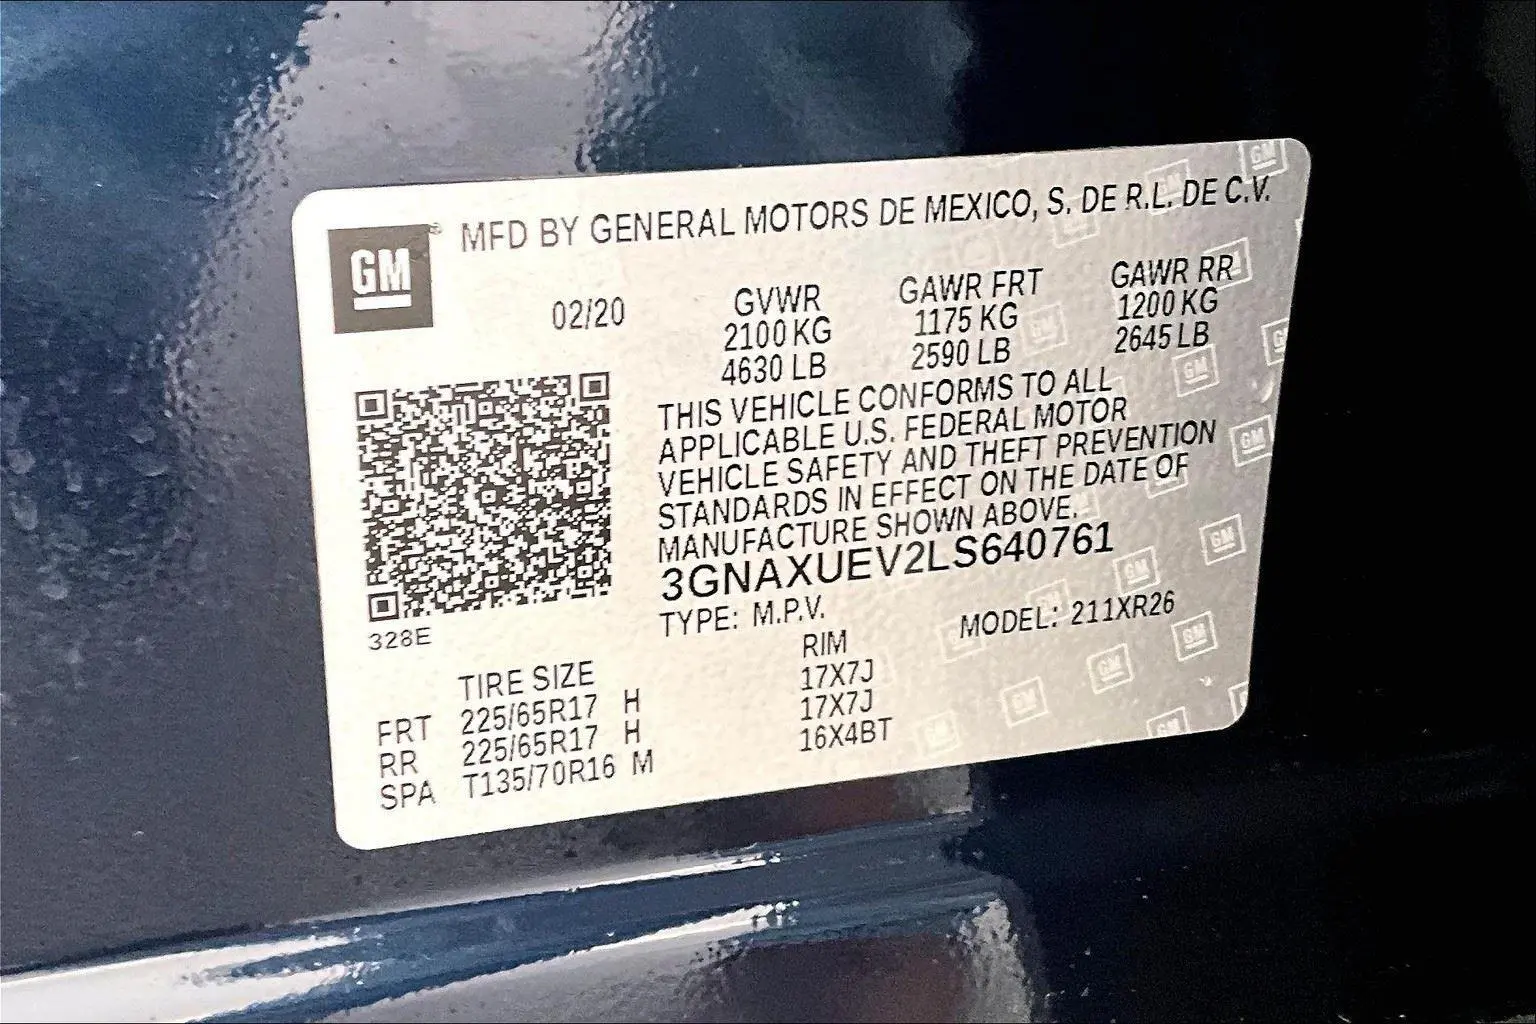 GM MFD BY GENERAL MOTORS DE MEXICO, S. DE R.L. DE C.V.
02/20 GVWR GAWR FRT GAWR RR
2100 KG 1175 KG 1200 KG
4630 LB 2590 LB 2645 LB
THIS VEHICLE CONFORMS TO ALL
APPLICABLE U.S. FEDERAL MOTOR
VEHICLE SAFETY AND THEFT PREVENTION
STANDARDS IN EFFECT ON THE DATE OF
MANUFACTURE SHOWN ABOVE.
3GNAXUEV2LS640761
328E
TYPE: M.P.V. MODEL: 211XR26
TIRE SIZE RIM
FRT 225/65R17 H 17X7J
RR 225/65R17 H 17X7J
SPA T135/70R16 M 16X4BT